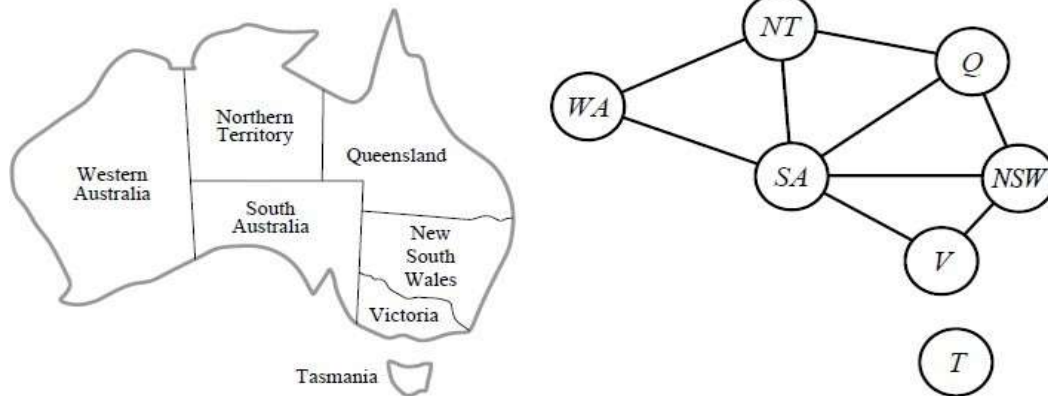 Northern
Territory
Western
Australia
Queensland
South
Australia
New
South
Wales
Victoria
Tasmania
NT
Q
WA
SA
NSW
V
T